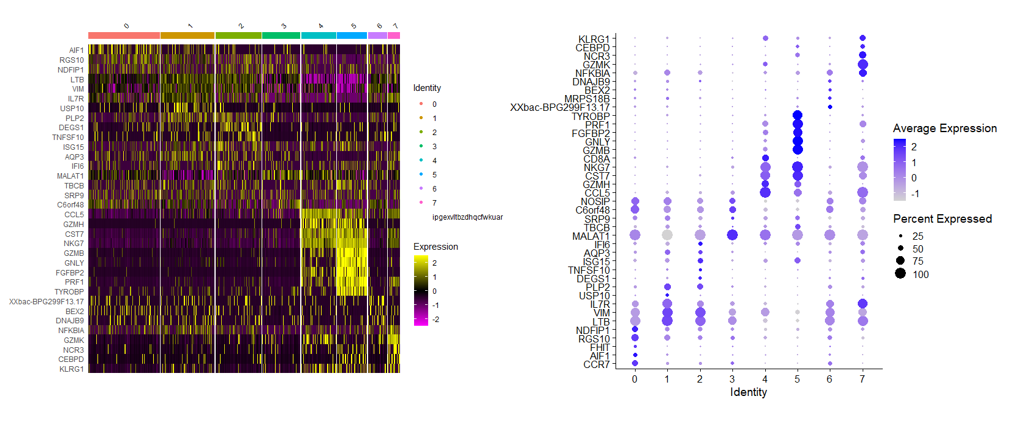 0 1 2 3 4 5 6 7
AIF1
RGS10
NDFIP1
LTB
VIM
IL7R
USP10
PLP2
DEGS1
TNFSF10
ISG15
AQP3
IFI6
MALAT1
TBCB
SRP9
C6orf48
CCL5
GZMH
CST7
NKG7
GZMB
GNLY
FGFBP2
PRF1
TYROBP
XXbac-BPG299F13.17
BEX2
DNAJB9
NFKBIA
GZMK
NCR3
CEBPD
KLRG1
Identity
0
1
2
3
4
5
6
7
ipgexvlttzdhqcfwkuar
Expression
2
1
0
-1
-2
KLRG1
CEBPD
NCR3
GZMK
NFKBIA
DNAJB9
BEX2
MRPS18B
XXbac-BPG299F13.17
TYROBP
PRF1
FGFBP2
GNLY
GZMB
CD8A
NKG7
CST7
GZMH
CCL5
NOSIP
C6orf48
SRP9
TBCB
MALAT1
IFI6
AQP3
ISG15
TNFSF10
DEGS1
PLP2
USP10
IL7R
VIM
LTB
NDFIP1
RGS10
FHIT
AIF1
CCR7
0 1 2 3 4 5 6 7
Identity
Average Expression
2
1
0
-1
Percent Expressed
25
50
75
100